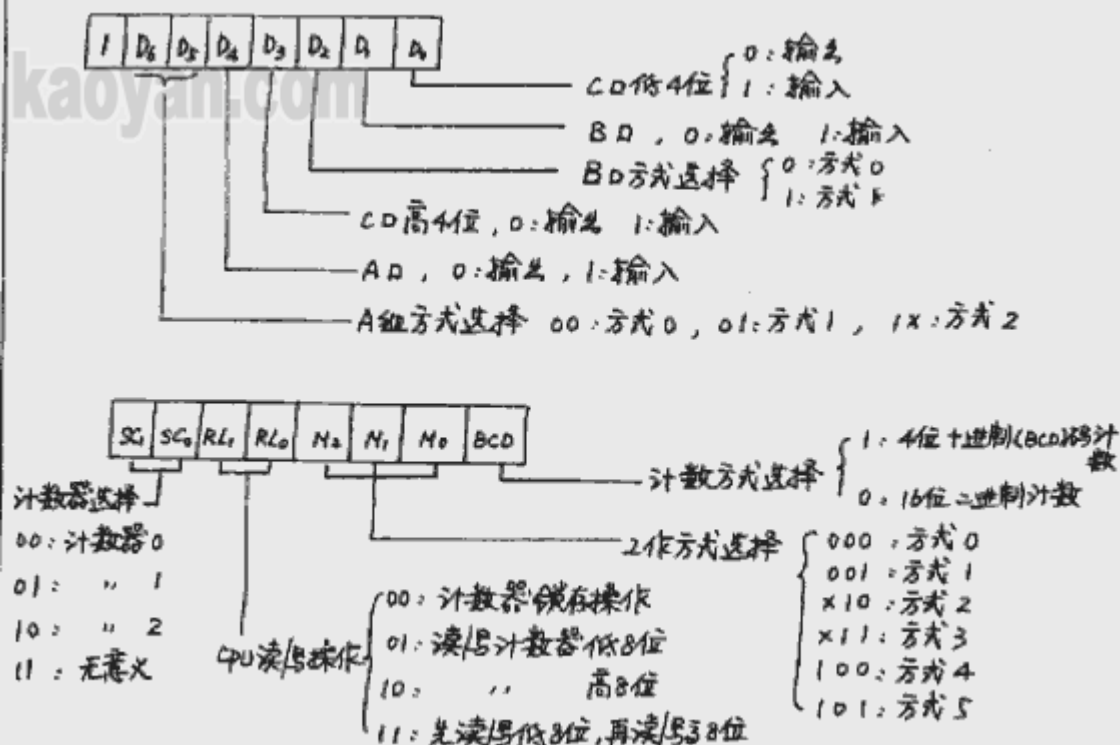 1 D6 D5 D4 D3 D2 D1 D0
kaoyan.com
C口低4位 { 0:输出
1:输入
B口, 0:输出 1:输入
B口方式选择 { 0:方式0
1:方式1
C口高4位, 0:输出 1:输入
A口, 0:输出, 1:输入
A组方式选择 00:方式0, 01:方式1, 1X:方式2
SC1 SC0 RL1 RL0 M2 M1 M0 BCD
计数方式选择 { 1:4位十进制(BCD)码计数
0:16位二进制计数
计数器选择
00:计数器0
01: 〃 1
10: 〃 2
11:无意义
工作方式选择 { 000:方式0
001:方式1
×10:方式2
×11:方式3
100:方式4
101:方式5
CPU读/写操作 { 00:计数器锁存操作
01:读/写计数器低8位
10: 〃 高8位
11:先读/写低8位,再读/写高8位